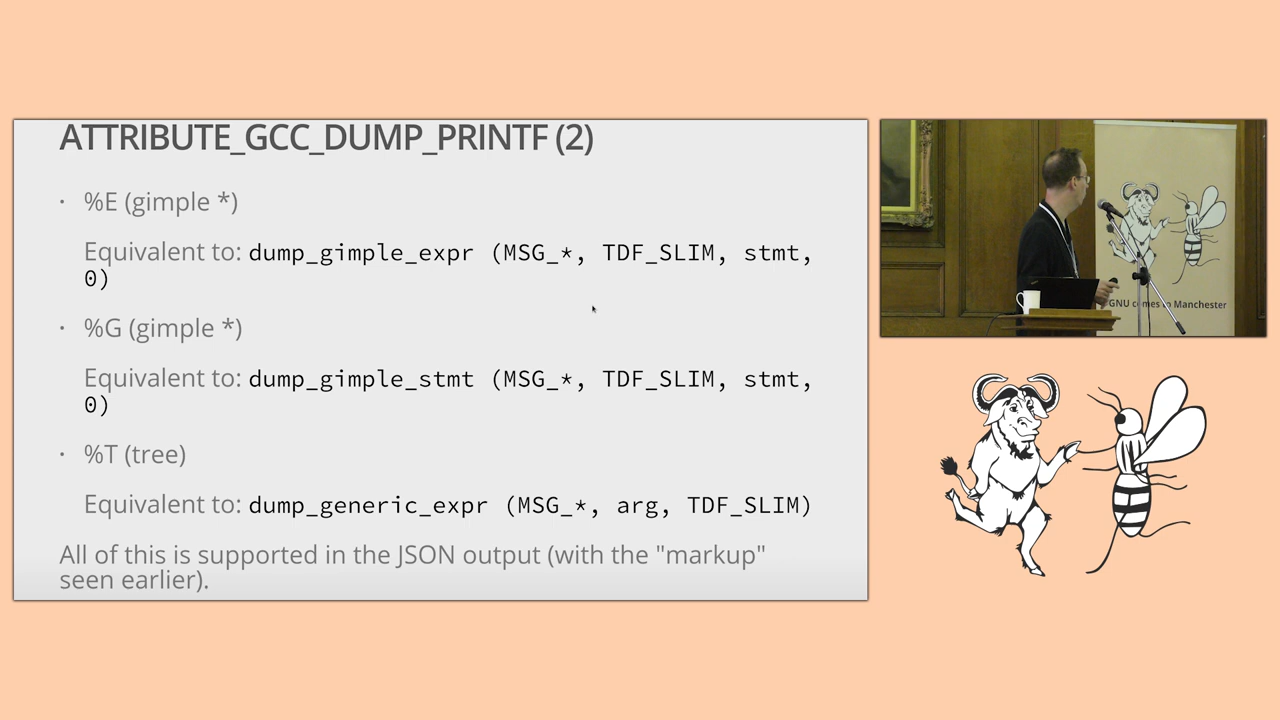 ATTRIBUTE_GCC_DUMP_PRINTF (2)
• %E (gimple *)
Equivalent to: dump_gimple_expr (MSG_*, TDF_SLIM, stmt,
0)
• %G (gimple *)
Equivalent to: dump_gimple_stmt (MSG_*, TDF_SLIM, stmt,
0)
• %T (tree)
Equivalent to: dump_generic_expr (MSG_*, arg, TDF_SLIM)
All of this is supported in the JSON output (with the "markup"
seen earlier).
GNU comes to Manchester